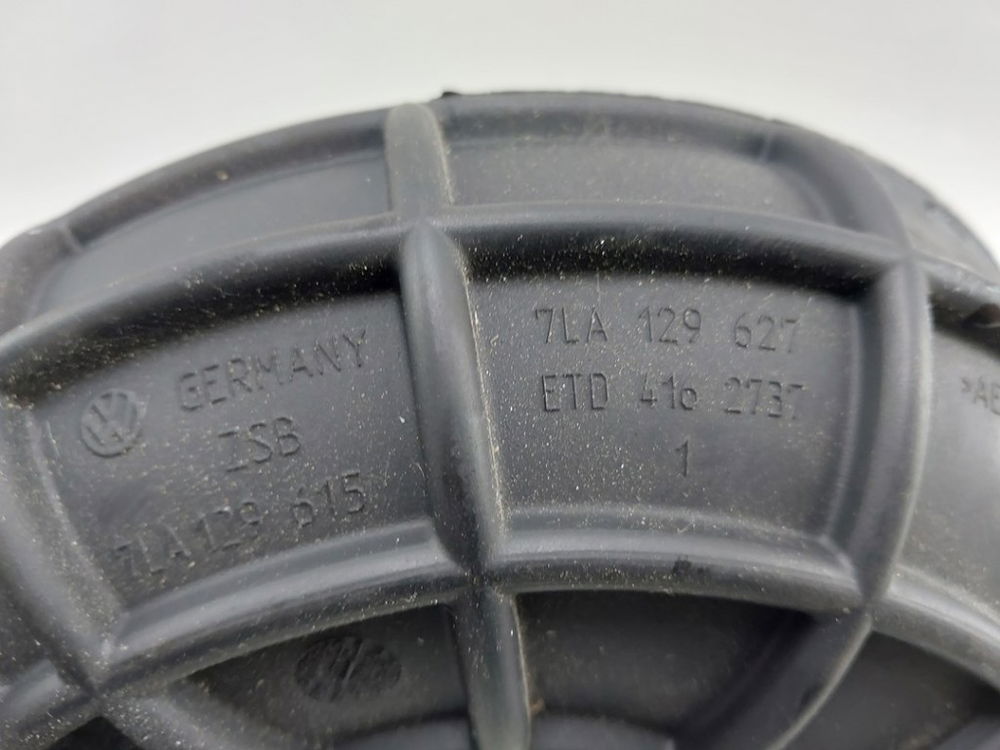 GERMANY
ZSB
7LA 129 615
7LA 129 627
ETD 416 2737
1